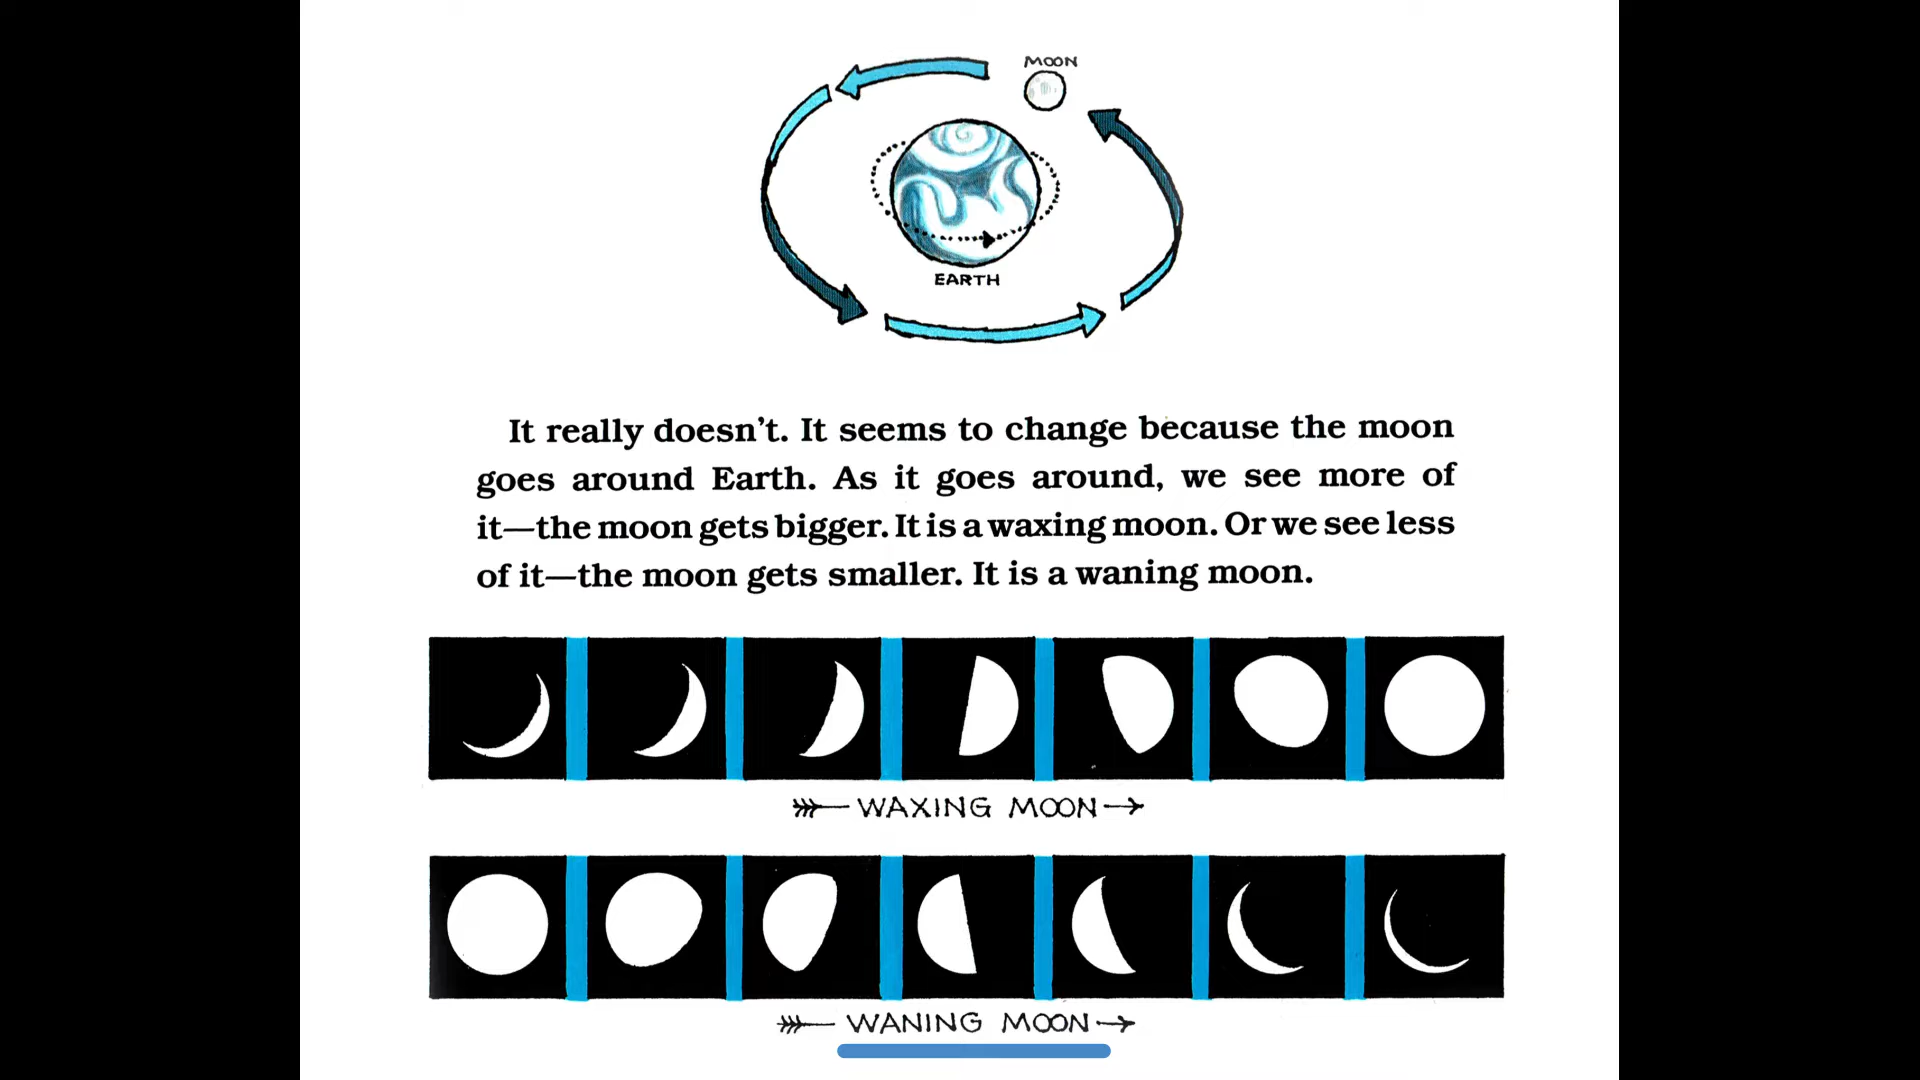 MOON
EARTH
It really doesn't. It seems to change because the moon
goes around Earth. As it goes around, we see more of
it—the moon gets bigger. It is a waxing moon. Or we see less
of it—the moon gets smaller. It is a waning moon.
WAXING MOON
WANING MOON